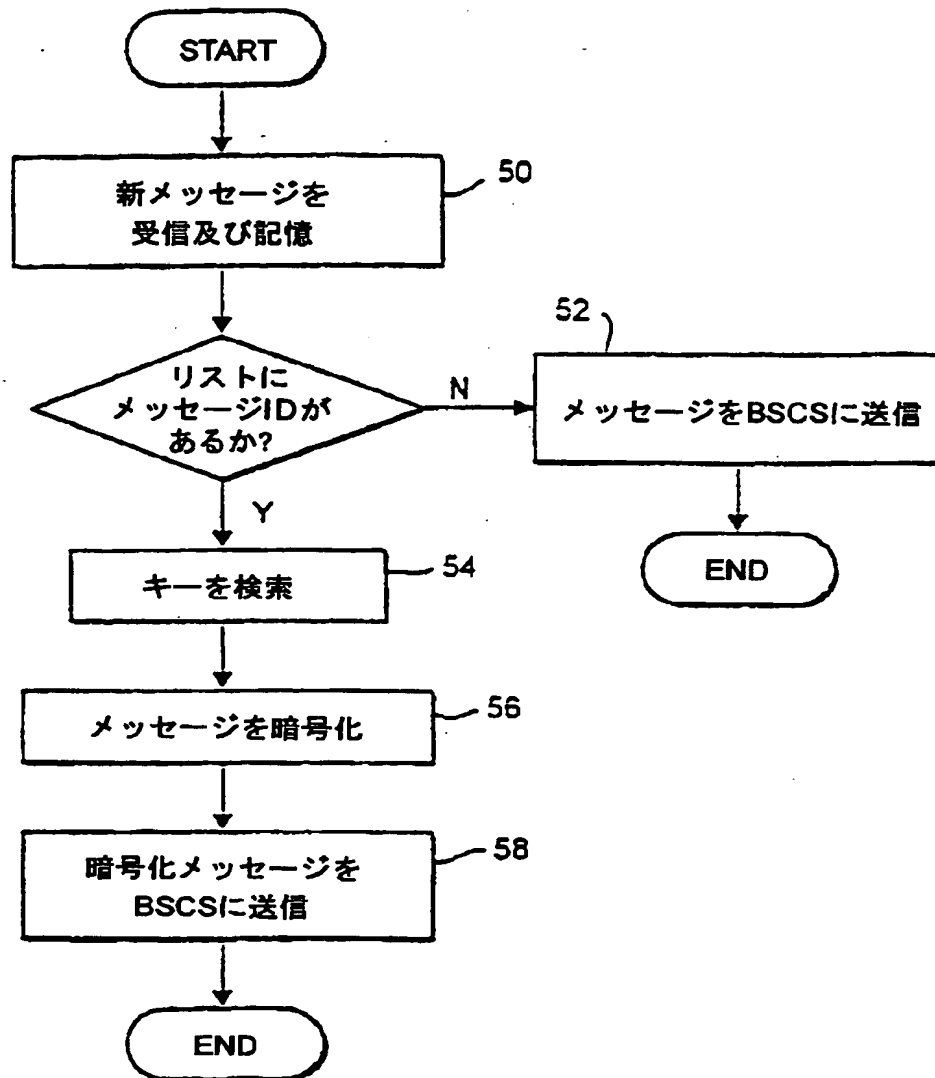 START
新メッセージを
受信及び記憶
50
リストに
メッセージIDが
あるか?
N
52
メッセージをBSCSに送信
END
Y
キーを検索
54
メッセージを暗号化
56
暗号化メッセージを
BSCSに送信
58
END